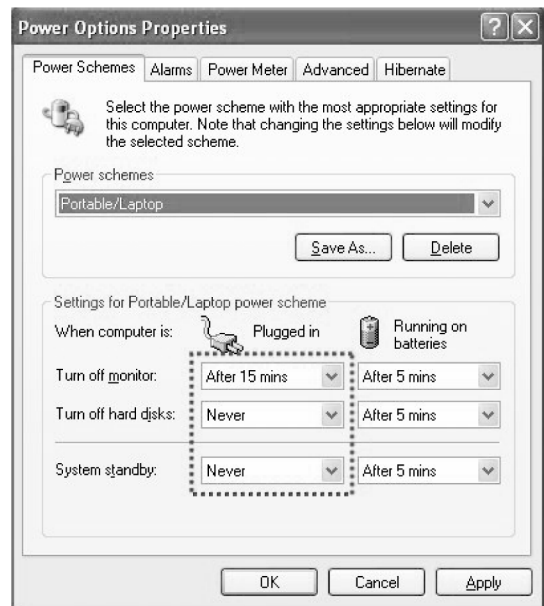 Power Options Properties
Power Schemes Alarms Power Meter Advanced Hibernate
Select the power scheme with the most appropriate settings for
this computer. Note that changing the settings below will modify
the selected scheme.
Power schemes
Portable/Laptop
Save As... Delete
Settings for Portable/Laptop power scheme
When computer is: Plugged in Running on
batteries
Turn off monitor: After 15 mins After 5 mins
Turn off hard disks: Never After 5 mins
System standby: Never After 5 mins
OK Cancel Apply